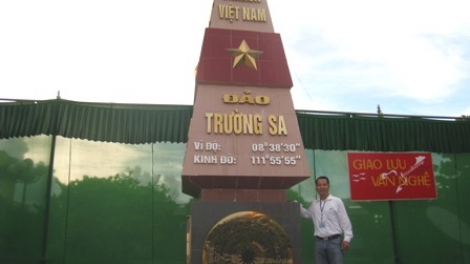 VIỆT NAM
ĐẢO
TRƯỜNG SA
VĨ ĐỘ: 08°38'30"
KINH ĐỘ: 111°55'55"
GIAO LƯU
VĂN NGHỆ